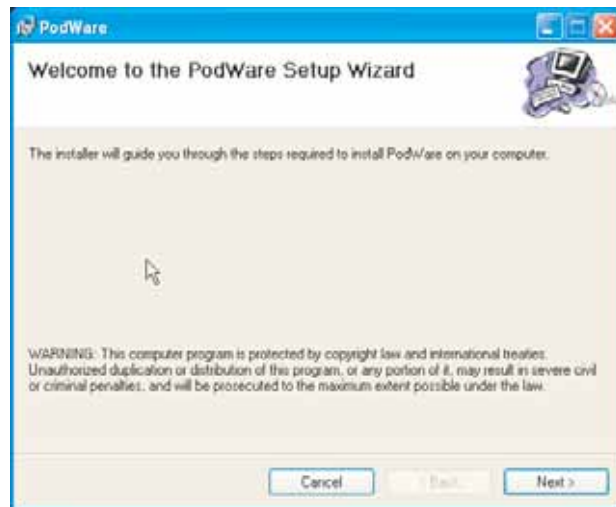 PodWare
Welcome to the PodWare Setup Wizard
The installer will guide you through the steps required to install PodWare on your computer.
WARNING: This computer program is protected by copyright law and international treaties.
Unauthorized duplication or distribution of this program, or any portion of it, may result in severe civil
or criminal penalties, and will be prosecuted to the maximum extent possible under the law.
Cancel
< Back
Next >